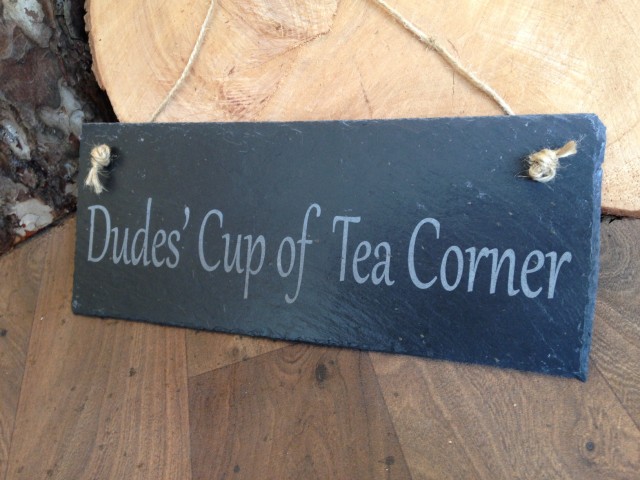 Dudes’ Cup of Tea Corner